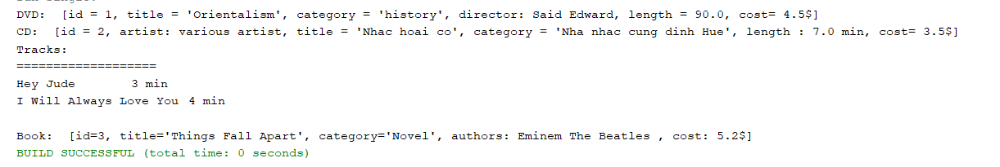 DVD:  [id = 1, title = 'Orientalism', category = 'history', director: Said Edward, length = 90.0, cost= 4.5$]
CD:  [id = 2, artist: various artist, title = 'Nhac hoai co', category = 'Nha nhac cung dinh Hue', length : 7.0 min, cost= 3.5$]
Tracks:
===================
Hey Jude        3 min
I Will Always Love You 4 min
Book:  [id=3, title='Things Fall Apart', category='Novel', authors: Eminem The Beatles , cost: 5.2$]
BUILD SUCCESSFUL (total time: 0 seconds)